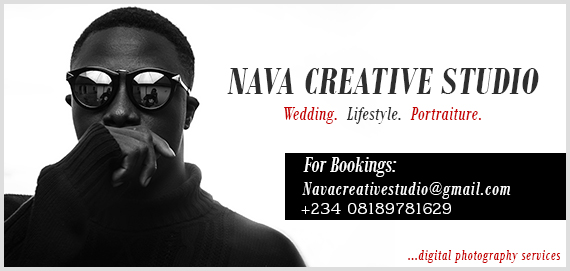 NAVA CREATIVE STUDIO
Wedding. Lifestyle. Portraiture.
For Bookings:
Navacreativestudio@gmail.com
+234 08189781629
...digital photography services